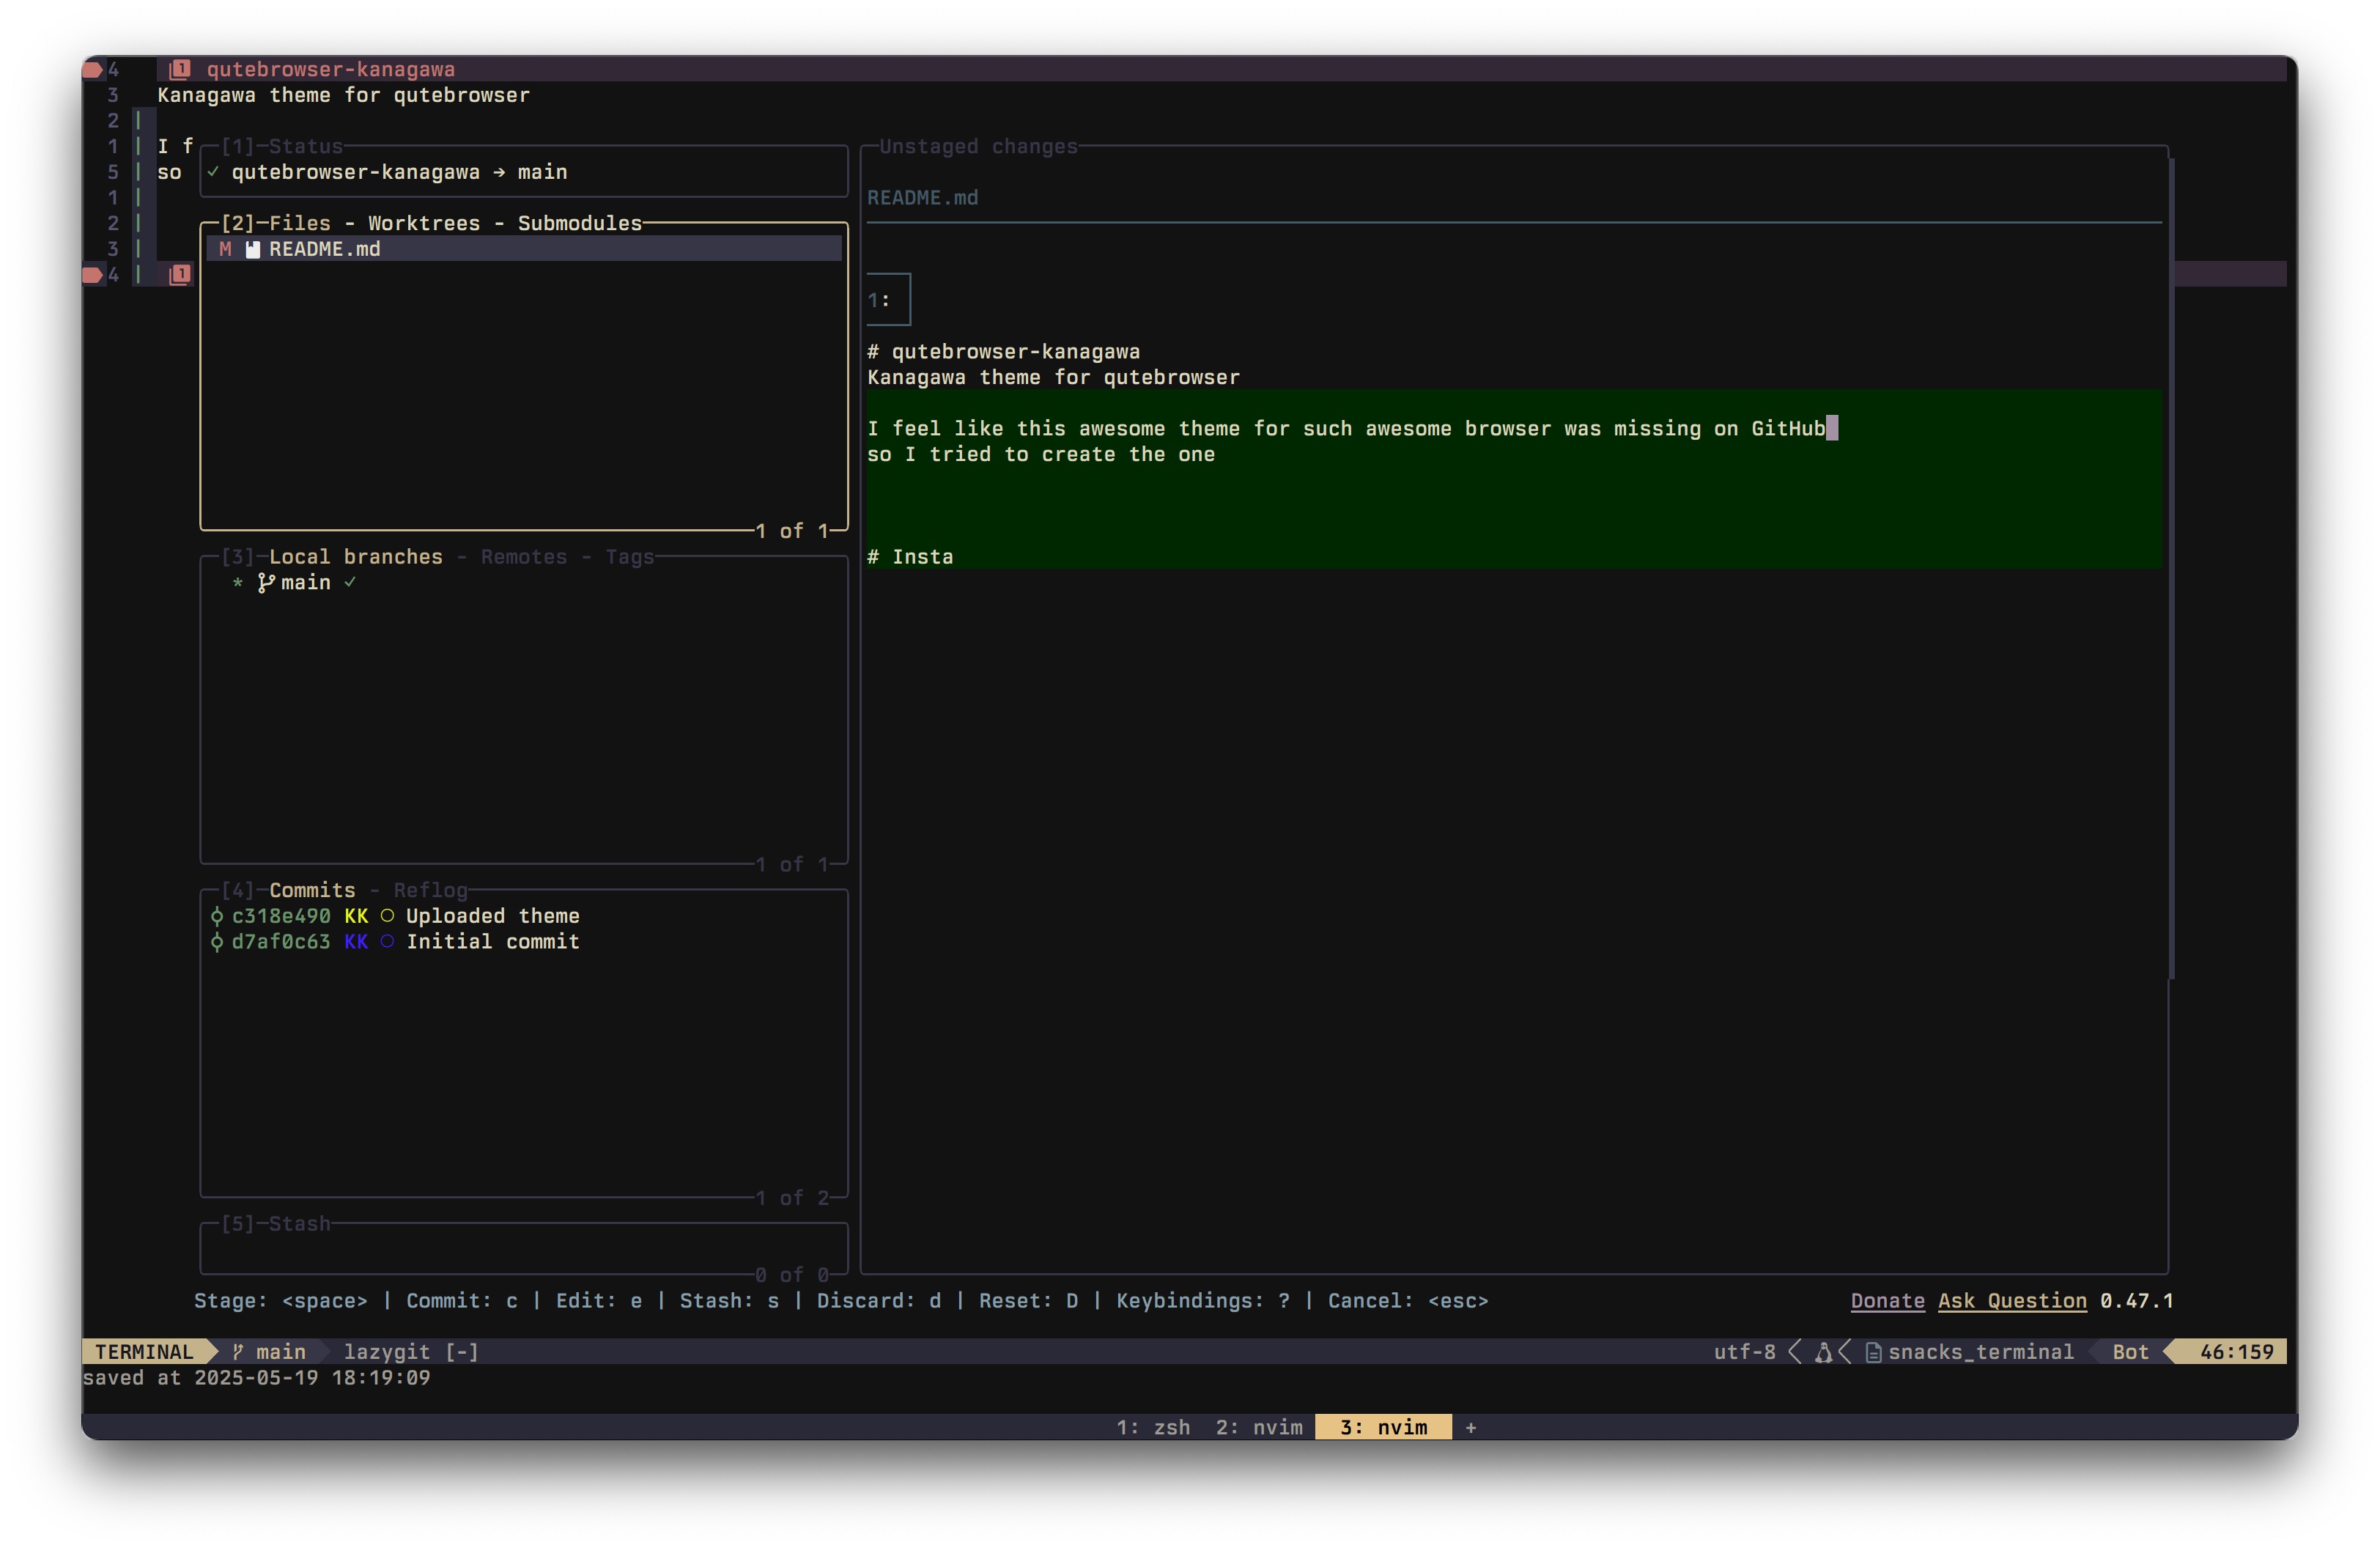 4 1 qutebrowser-kanagawa
3 Kanagawa theme for qutebrowser
2
1 I f
5 so
1
2
3
4 1
[1]─Status
✓ qutebrowser-kanagawa → main
[2]─Files - Worktrees - Submodules
M README.md
1 of 1
[3]─Local branches - Remotes - Tags
* main ✓
1 of 1
[4]─Commits - Reflog
c318e490 KK ○ Uploaded theme
d7af0c63 KK ○ Initial commit
1 of 2
[5]─Stash
0 of 0
Unstaged changes
README.md
1:
# qutebrowser-kanagawa
Kanagawa theme for qutebrowser
I feel like this awesome theme for such awesome browser was missing on GitHub
so I tried to create the one
# Insta
Stage: <space> | Commit: c | Edit: e | Stash: s | Discard: d | Reset: D | Keybindings: ? | Cancel: <esc> Donate Ask Question 0.47.1
TERMINAL main lazygit [-] utf-8 snacks_terminal Bot 46:159
saved at 2025-05-19 18:19:09
1: zsh 2: nvim 3: nvim +